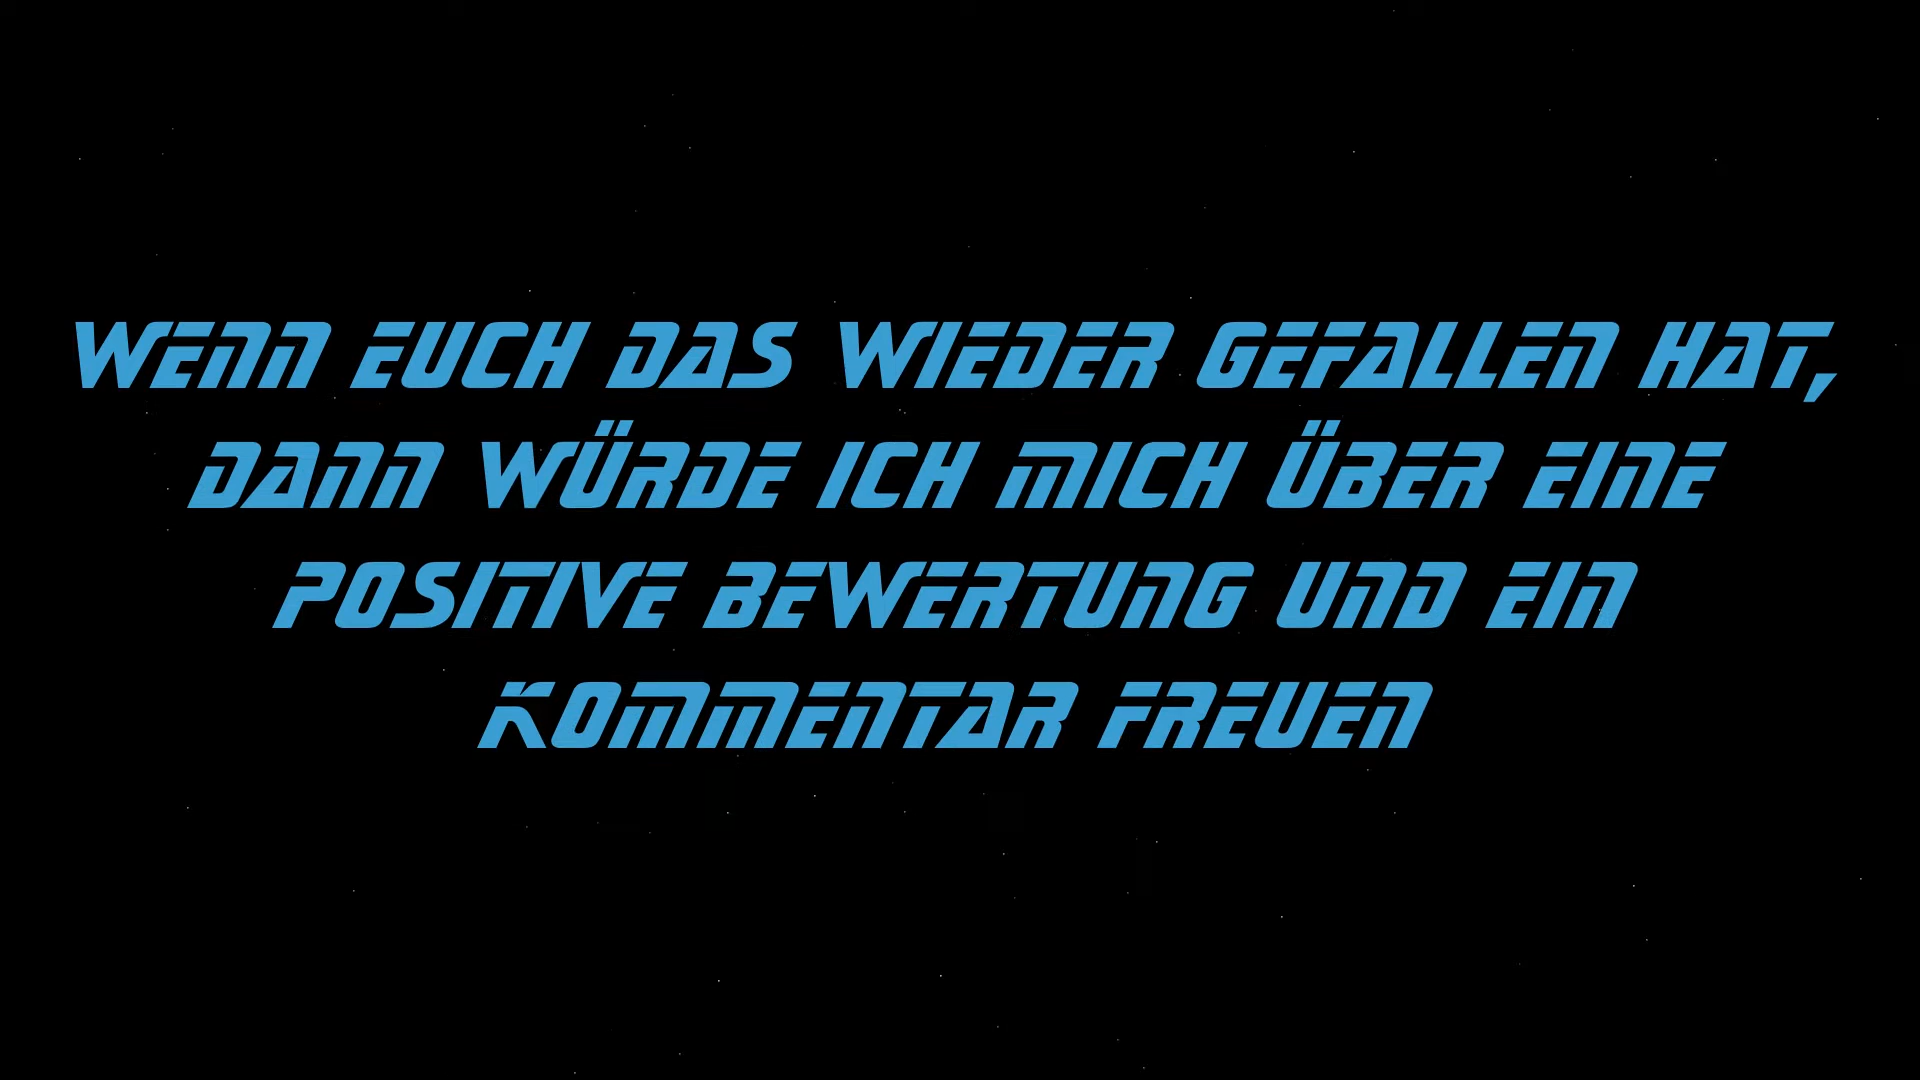 WENN EUCH DAS WIEDER GEFALLEN HAT,
DANN WÜRDE ICH MICH ÜBER EINE
POSITIVE BEWERTUNG UND EIN
KOMMENTAR FREUEN